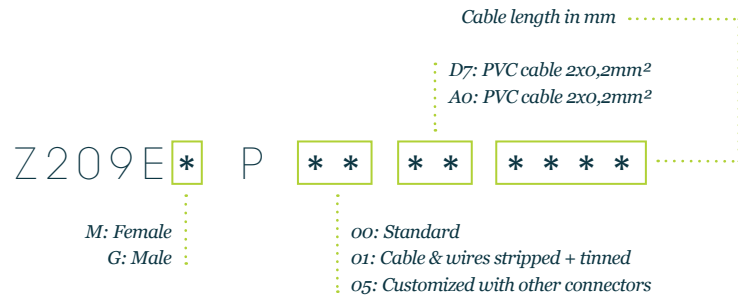 Cable length in mm
D7: PVC cable 2x0,2mm²
A0: PVC cable 2x0,2mm²
Z209E* P ** ** ****
M: Female
G: Male
00: Standard
01: Cable & wires stripped + tinned
05: Customized with other connectors